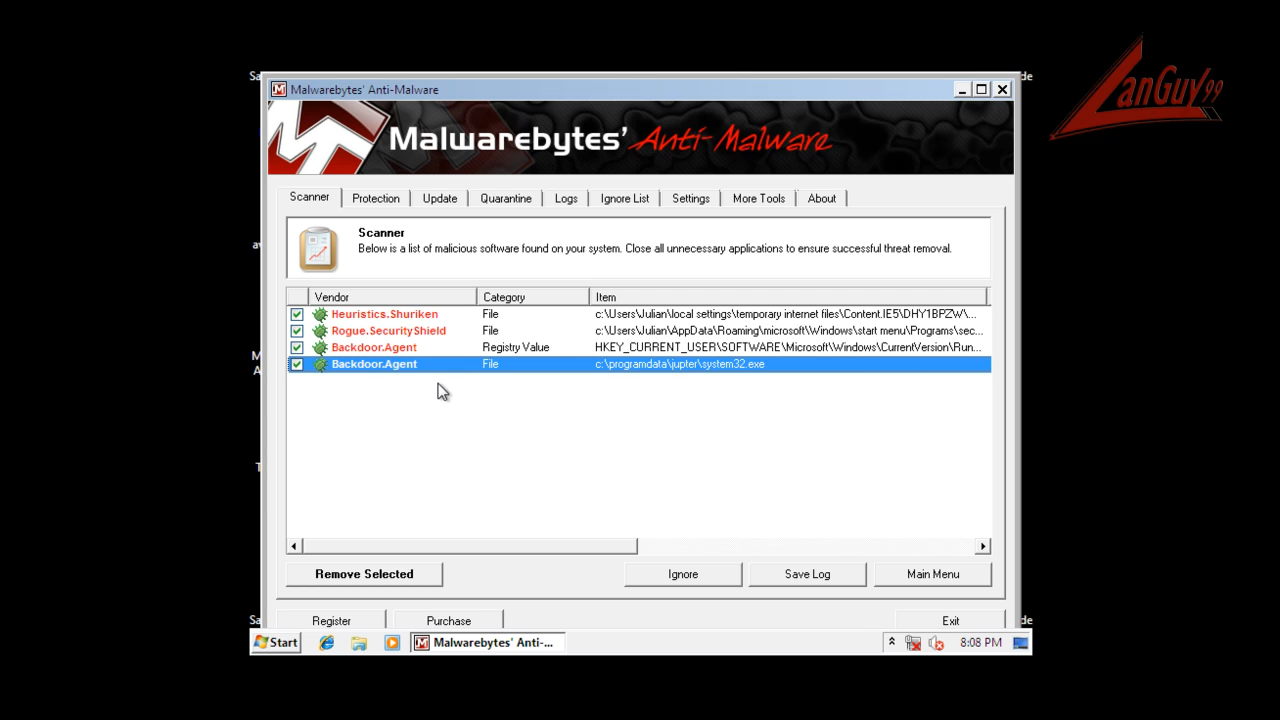 Sa
de
LanGuy99
Malwarebytes' Anti-Malware
Malwarebytes' Anti-Malware
Scanner Protection Update Quarantine Logs Ignore List Settings More Tools About
Scanner
Below is a list of malicious software found on your system. Close all unnecessary applications to ensure successful threat removal.
av
Vendor Category Item
Heuristics.Shuriken File c:\Users\Julian\local settings\temporary internet files\Content.IE5\DHY1BPZW\...
Rogue.SecurityShield File c:\Users\Julian\AppData\Roaming\microsoft\Windows\start menu\Programs\sec...
Backdoor.Agent Registry Value HKEY_CURRENT_USER\SOFTWARE\Microsoft\Windows\CurrentVersion\Run...
Backdoor.Agent File c:\programdata\jupter\system32.exe
M
A
T
Remove Selected Ignore Save Log Main Menu
Sa
Register Purchase Exit
de
Start Malwarebytes' Anti-... 8:08 PM